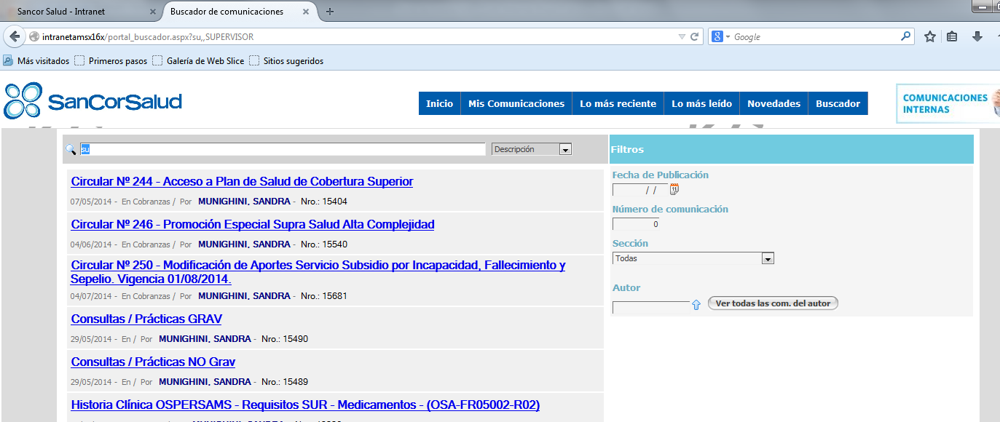 Sancor Salud - Intranet
Buscador de comunicaciones
intranetamsx16x/portal_buscador.aspx?su,,SUPERVISOR
8
Google
Más visitados
Primeros pasos
Galería de Web Slice
Sitios sugeridos
SanCorSalud
Inicio
Mis Comunicaciones
Lo más reciente
Lo más leído
Novedades
Buscador
COMUNICACIONES
INTERNAS
su
Descripción
Filtros
Circular Nº 244 - Acceso a Plan de Salud de Cobertura Superior
07/05/2014 - En Cobranzas / Por MUNIGHINI, SANDRA - Nro.: 15404
Circular Nº 246 - Promoción Especial Supra Salud Alta Complejidad
04/06/2014 - En Cobranzas / Por MUNIGHINI, SANDRA - Nro.: 15540
Circular Nº 250 - Modificación de Aportes Servicio Subsidio por Incapacidad, Fallecimiento y
Sepelio. Vigencia 01/08/2014.
04/07/2014 - En Cobranzas / Por MUNIGHINI, SANDRA - Nro.: 15681
Consultas / Prácticas GRAV
29/05/2014 - En / Por MUNIGHINI, SANDRA - Nro.: 15490
Consultas / Prácticas NO Grav
29/05/2014 - En / Por MUNIGHINI, SANDRA - Nro.: 15489
Historia Clínica OSPERSAMS - Requisitos SUR - Medicamentos - (OSA-FR05002-R02)
Fecha de Publicación
/ /
11
Número de comunicación
0
Sección
Todas
Autor
Ver todas las com. del autor